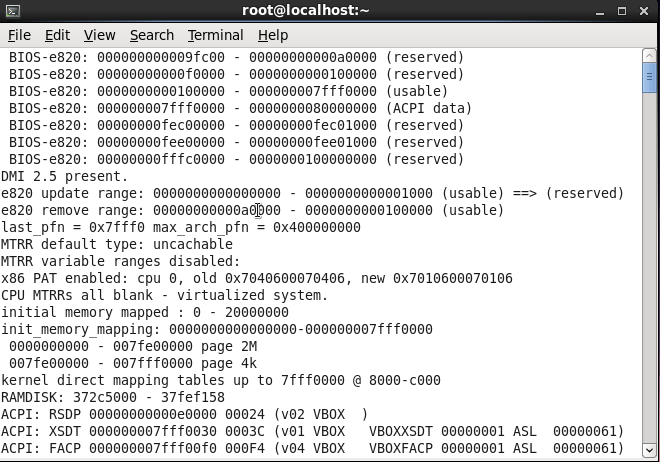 root@localhost:~
File Edit View Search Terminal Help
BIOS-e820: 000000000009fc00 - 00000000000a0000 (reserved)
BIOS-e820: 00000000000f0000 - 0000000000100000 (reserved)
BIOS-e820: 0000000000100000 - 000000007fff0000 (usable)
BIOS-e820: 000000007fff0000 - 0000000080000000 (ACPI data)
BIOS-e820: 00000000fec00000 - 00000000fec01000 (reserved)
BIOS-e820: 00000000fee00000 - 00000000fee01000 (reserved)
BIOS-e820: 00000000fffc0000 - 0000000100000000 (reserved)
DMI 2.5 present.
e820 update range: 0000000000000000 - 0000000000001000 (usable) ==> (reserved)
e820 remove range: 00000000000a0000 - 0000000000100000 (usable)
last_pfn = 0x7fff0 max_arch_pfn = 0x400000000
MTRR default type: uncachable
MTRR variable ranges disabled:
x86 PAT enabled: cpu 0, old 0x7040600070406, new 0x7010600070106
CPU MTRRs all blank - virtualized system.
initial memory mapped : 0 - 20000000
init_memory_mapping: 0000000000000000-000000007fff0000
0000000000 - 007fe00000 page 2M
007fe00000 - 007fff0000 page 4k
kernel direct mapping tables up to 7fff0000 @ 8000-c000
RAMDISK: 372c5000 - 37fef158
ACPI: RSDP 00000000000e0000 00024 (v02 VBOX  )
ACPI: XSDT 000000007fff0030 0003C (v01 VBOX   VBOXXSDT 00000001 ASL  00000061)
ACPI: FACP 000000007fff00f0 000F4 (v04 VBOX   VBOXFACP 00000001 ASL  00000061)